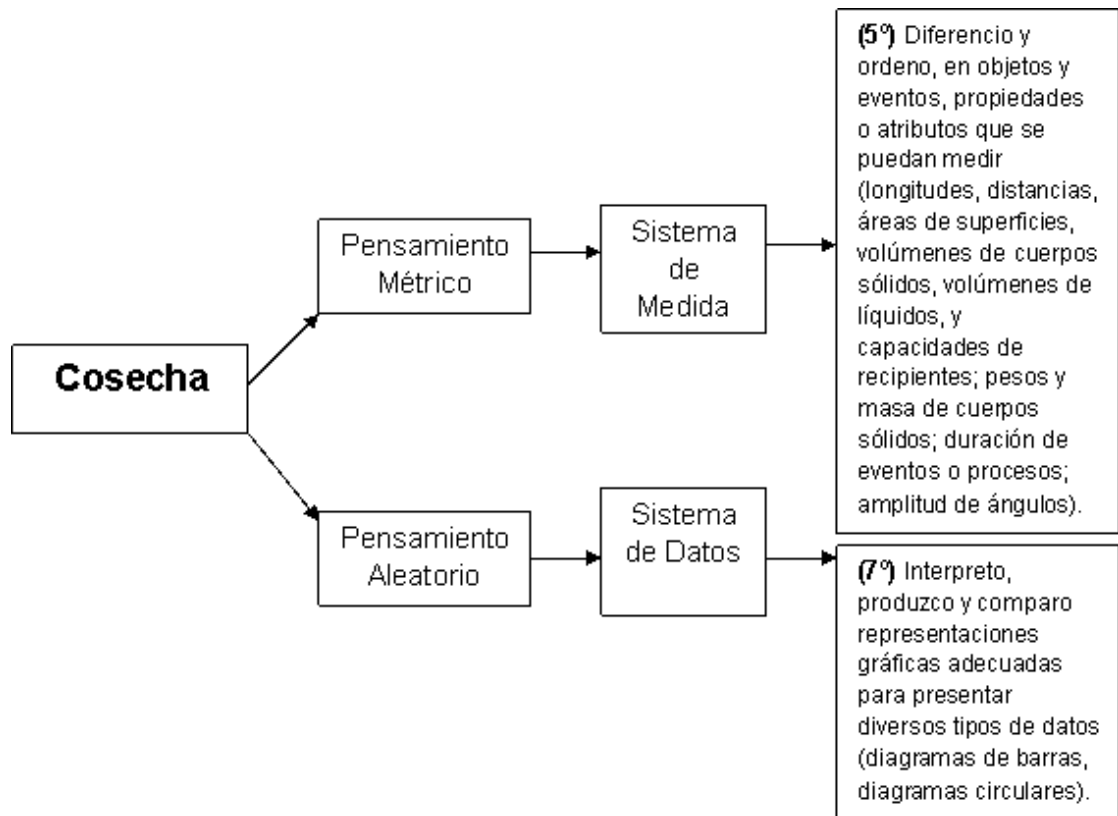 Cosecha
Pensamiento
Métrico
Sistema
de
Medida
(5º) Diferencio y
ordeno, en objetos y
eventos, propiedades
o atributos que se
puedan medir
(longitudes, distancias,
áreas de superficies,
volúmenes de cuerpos
sólidos, volúmenes de
líquidos, y
capacidades de
recipientes; pesos y
masa de cuerpos
sólidos; duración de
eventos o procesos;
amplitud de ángulos).
Pensamiento
Aleatorio
Sistema
de Datos
(7º) Interpreto,
produzco y comparo
representaciones
gráficas adecuadas
para presentar
diversos tipos de datos
(diagramas de barras,
diagramas circulares).